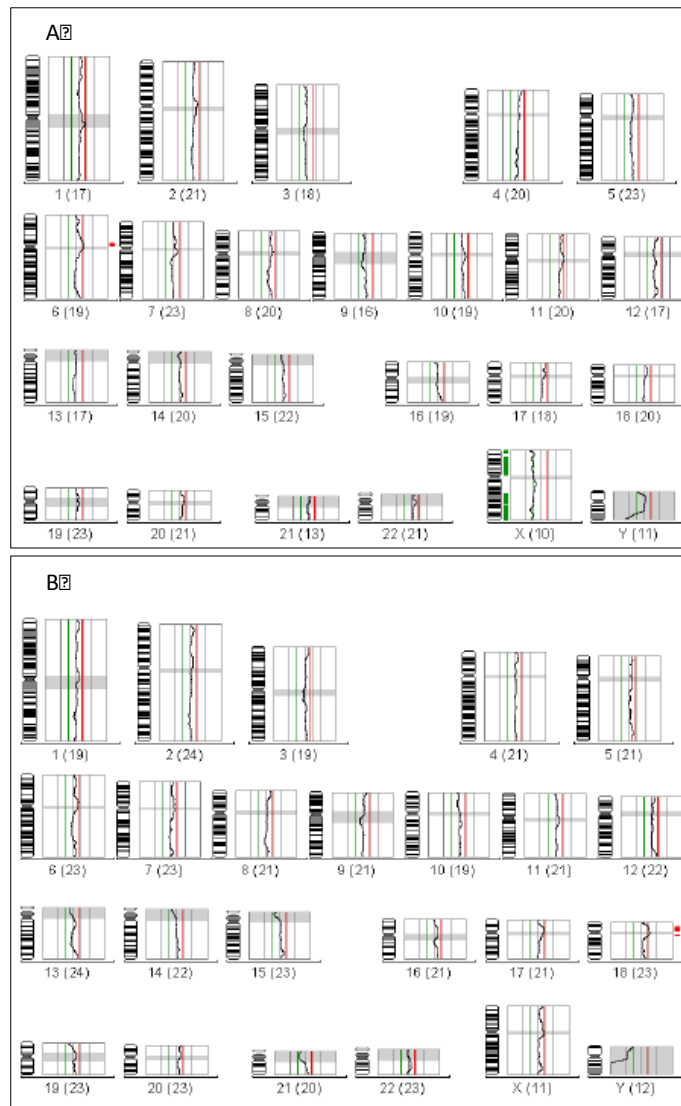 A⍰
1 (17) 2 (21) 3 (18) 4 (20) 5 (23)
6 (19) 7 (23) 8 (20) 9 (16) 10 (19) 11 (20) 12 (17)
13 (17) 14 (20) 15 (22) 16 (19) 17 (18) 18 (20)
19 (23) 20 (21) 21 (13) 22 (21) X (10) Y (11)
B⍰
1 (19) 2 (24) 3 (19) 4 (21) 5 (21)
6 (23) 7 (23) 8 (21) 9 (21) 10 (19) 11 (21) 12 (22)
13 (24) 14 (22) 15 (23) 16 (21) 17 (21) 18 (23)
19 (23) 20 (23) 21 (20) 22 (23) X (11) Y (12)